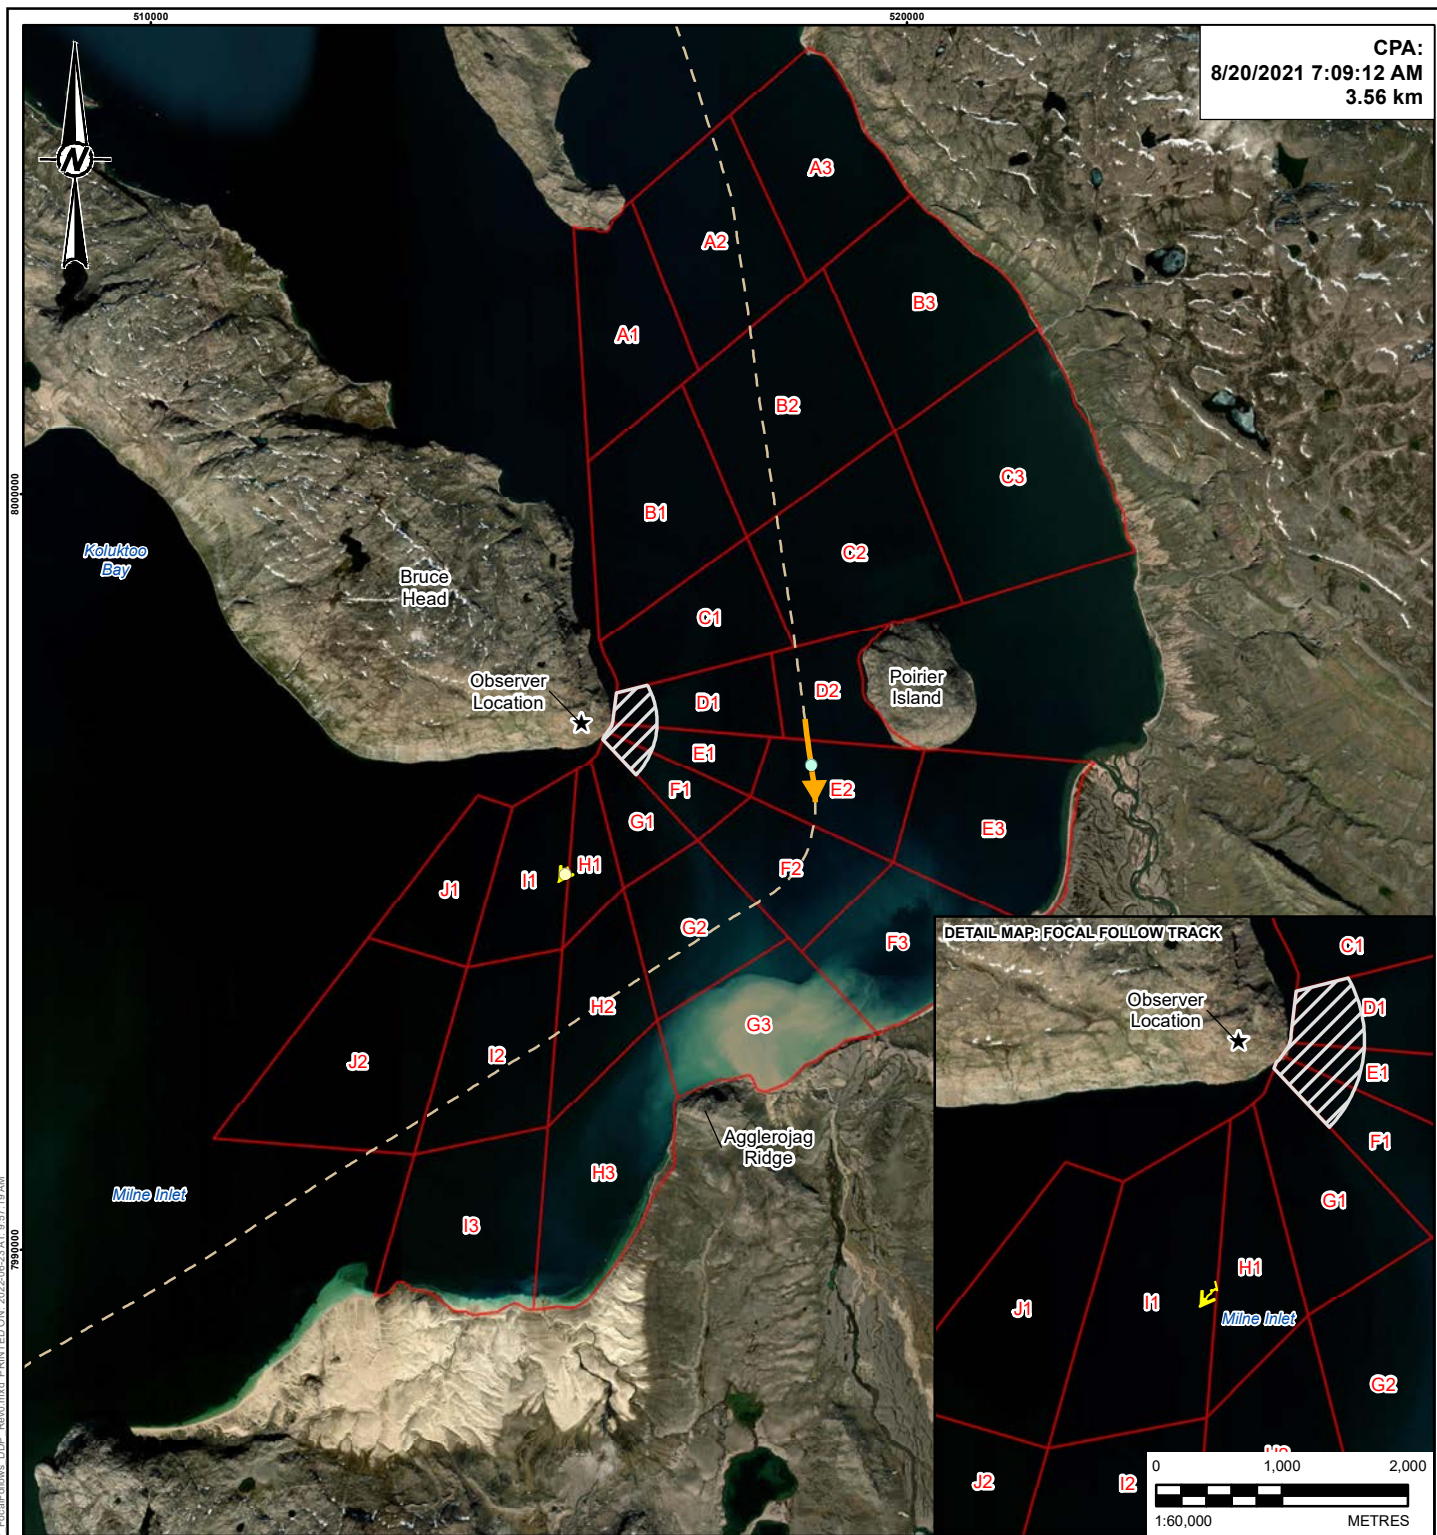 510000
520000
CPA:
8/20/2021 7:09:12 AM
3.56 km
N
A3
A2
B3
A1
B2
8000000
C3
B1
Koluktoo
Bay
C2
Bruce
Head
C1
Observer
Location
D1
D2
Poirier
Island
E1
F1
E2
G1
E3
H1
F2
I1
J1
G2
F3
H2
G3
I2
J2
Agglerojag
Ridge
H3
Milne Inlet
I3
7990000
DETAIL MAP: FOCAL FOLLOW TRACK
C1
Observer
Location
D1
E1
F1
G1
H1
I1
J1
Milne Inlet
G2
J2
I2
H2
0 1,000 2,000
1:60,000 METRES